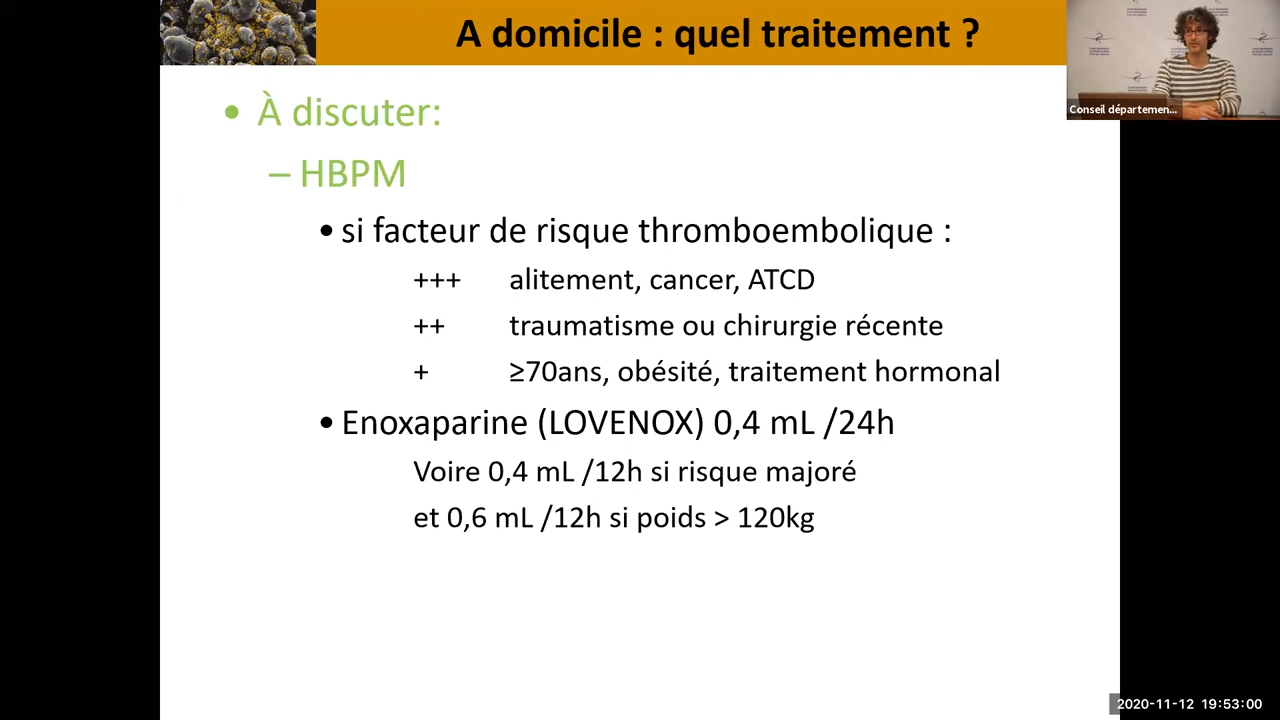 A domicile : quel traitement ?
Conseil départemen...
• À discuter:
– HBPM
• si facteur de risque thromboembolique :
+++ alitement, cancer, ATCD
++ traumatisme ou chirurgie récente
+ ≥70ans, obésité, traitement hormonal
• Enoxaparine (LOVENOX) 0,4 mL /24h
Voire 0,4 mL /12h si risque majoré
et 0,6 mL /12h si poids > 120kg
2020-11-12 19:53:00